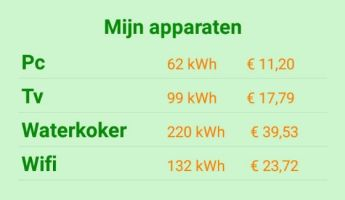 Mijn apparaten
Pc 62 kWh € 11,20
Tv 99 kWh € 17,79
Waterkoker 220 kWh € 39,53
Wifi 132 kWh € 23,72